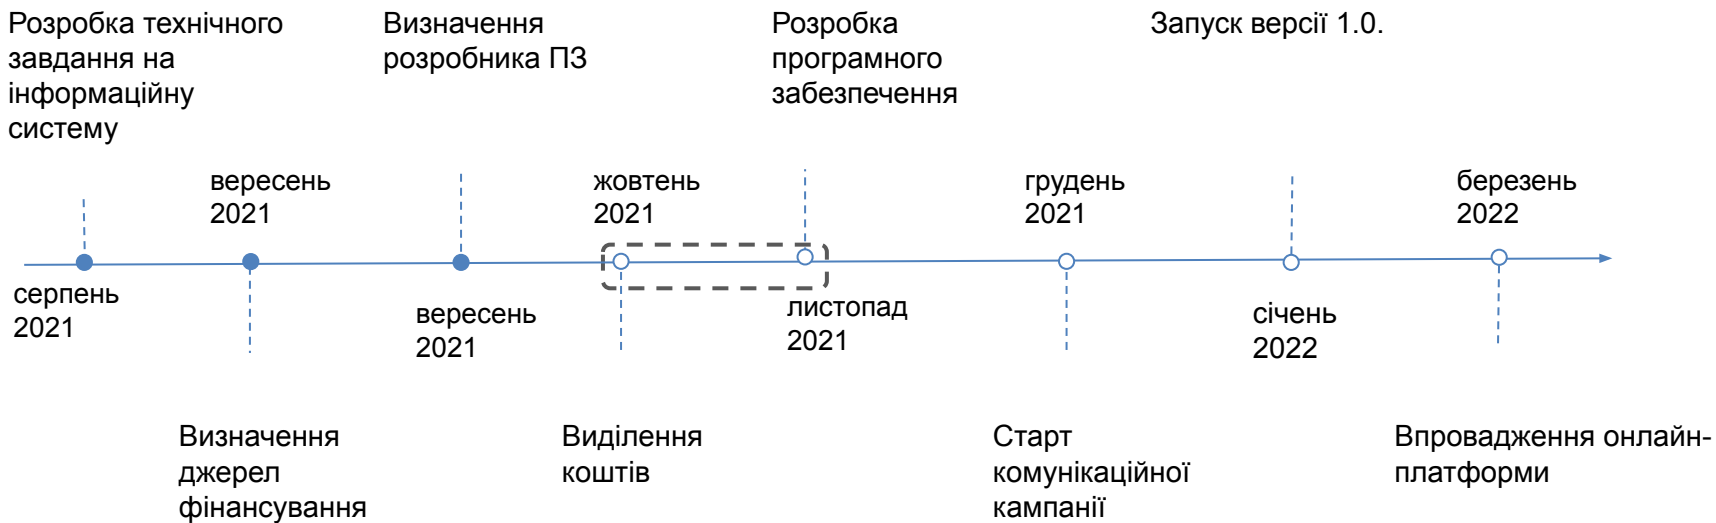 Розробка технічного
завдання на
інформаційну
систему
Визначення
розробника ПЗ
Розробка
програмного
забезпечення
Запуск версії 1.0.
вересень
2021
жовтень
2021
грудень
2021
березень
2022
серпень
2021
вересень
2021
листопад
2021
січень
2022
Визначення
джерел
фінансування
Виділення
коштів
Старт
комунікаційної
кампанії
Впровадження онлайн-
платформи